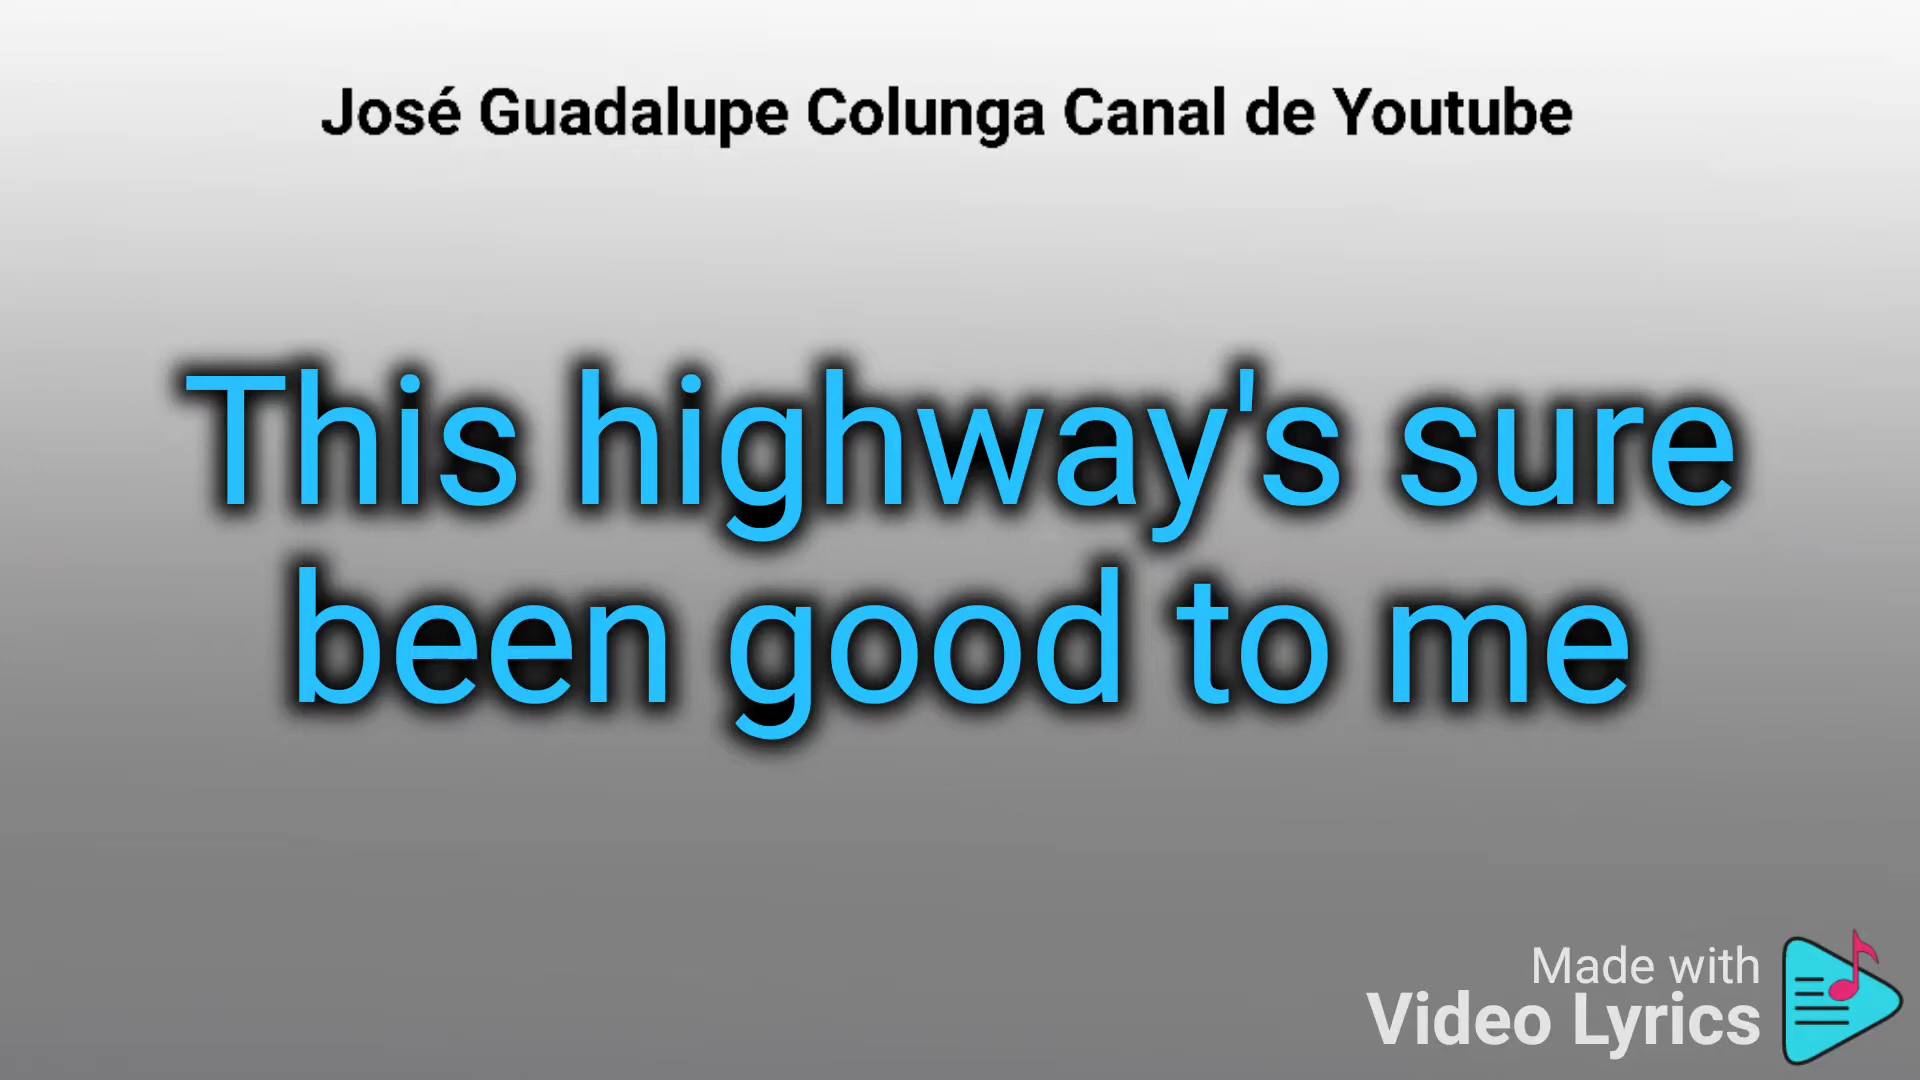 José Guadalupe Colunga Canal de Youtube
This highway's sure
been good to me
Made with
Video Lyrics